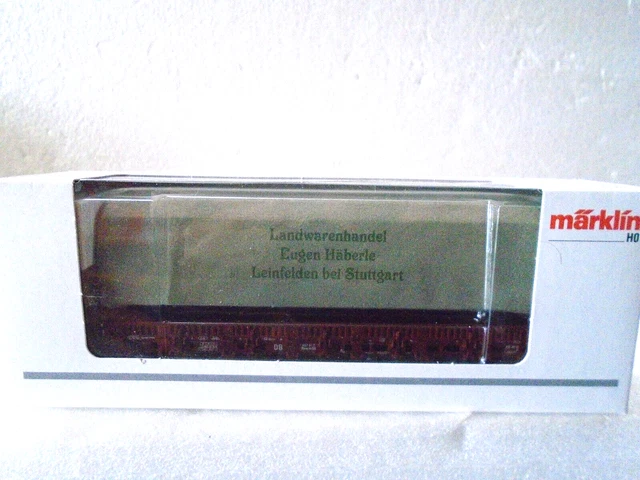 Landwarenhandel
Eugen Häberle
Leinfelden bei Stuttgart
märklin
HO